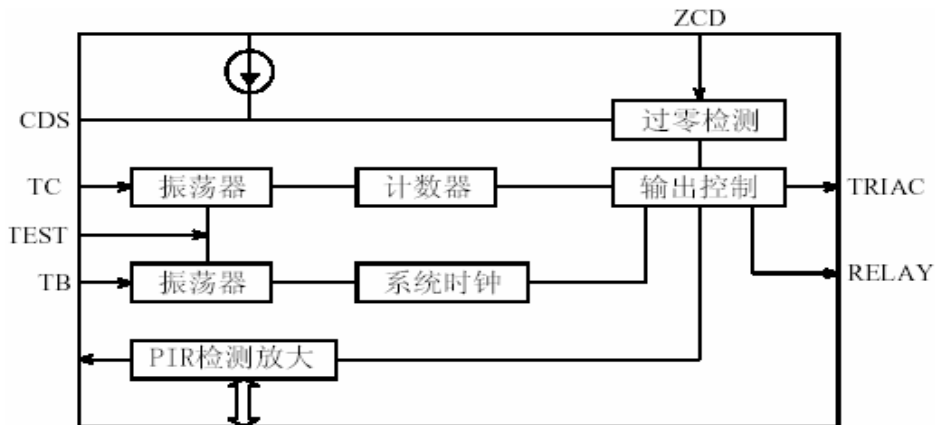 ZCD
CDS
过零检测
TC
振荡器
计数器
输出控制
TRIAC
TEST
TB
振荡器
系统时钟
RELAY
PIR检测放大